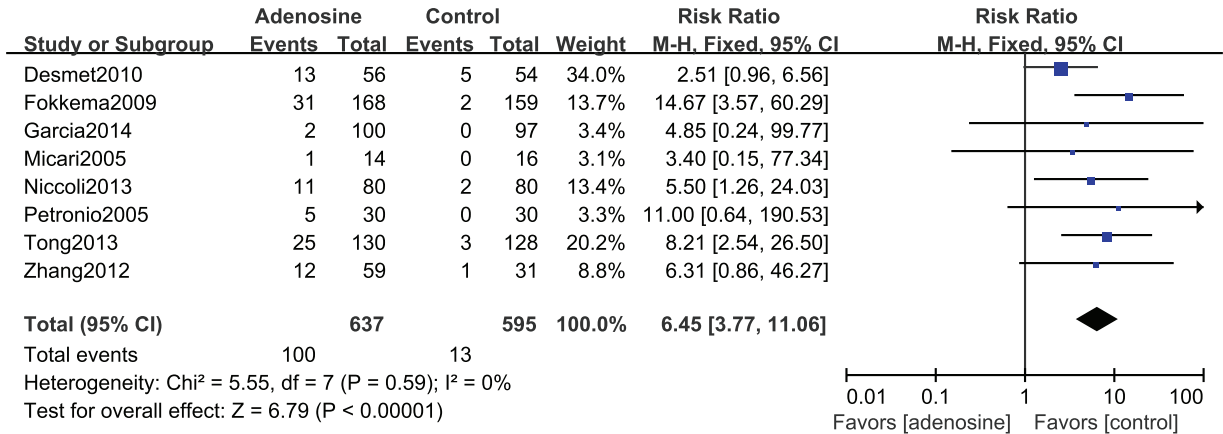 Adenosine Control Risk Ratio Risk Ratio
Study or Subgroup Events Total Events Total Weight M-H, Fixed, 95% CI M-H, Fixed, 95% CI
Desmet2010 13 56 5 54 34.0% 2.51 [0.96, 6.56]
Fokkema2009 31 168 2 159 13.7% 14.67 [3.57, 60.29]
Garcia2014 2 100 0 97 3.4% 4.85 [0.24, 99.77]
Micari2005 1 14 0 16 3.1% 3.40 [0.15, 77.34]
Niccoli2013 11 80 2 80 13.4% 5.50 [1.26, 24.03]
Petronio2005 5 30 0 30 3.3% 11.00 [0.64, 190.53]
Tong2013 25 130 3 128 20.2% 8.21 [2.54, 26.50]
Zhang2012 12 59 1 31 8.8% 6.31 [0.86, 46.27]
Total (95% CI) 637 595 100.0% 6.45 [3.77, 11.06]
Total events 100 13
Heterogeneity: Chi² = 5.55, df = 7 (P = 0.59); I² = 0%
Test for overall effect: Z = 6.79 (P < 0.00001)
0.01 0.1 1 10 100
Favors [adenosine] Favors [control]